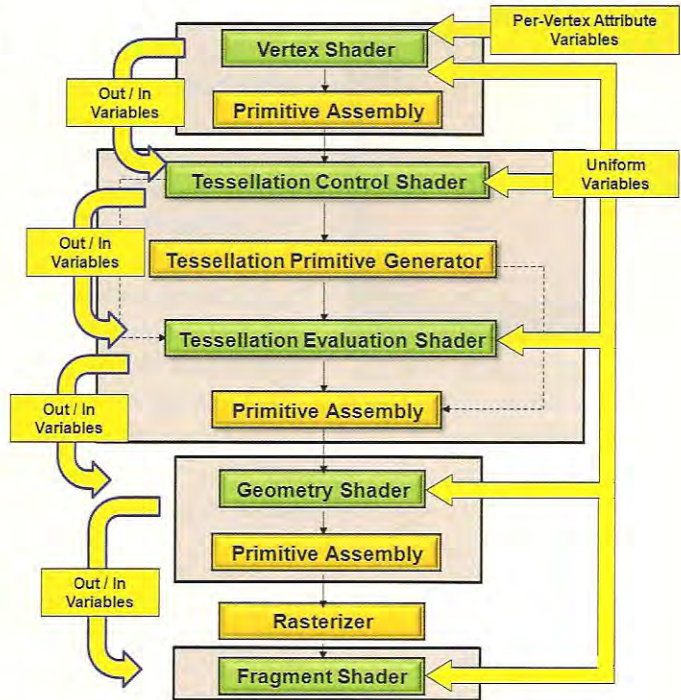 Per-Vertex Attribute
Variables
Vertex Shader
Out / In
Variables
Primitive Assembly
Uniform
Variables
Tessellation Control Shader
Out / In
Variables
Tessellation Primitive Generator
Tessellation Evaluation Shader
Out / In
Variables
Primitive Assembly
Geometry Shader
Primitive Assembly
Out / In
Variables
Rasterizer
Fragment Shader